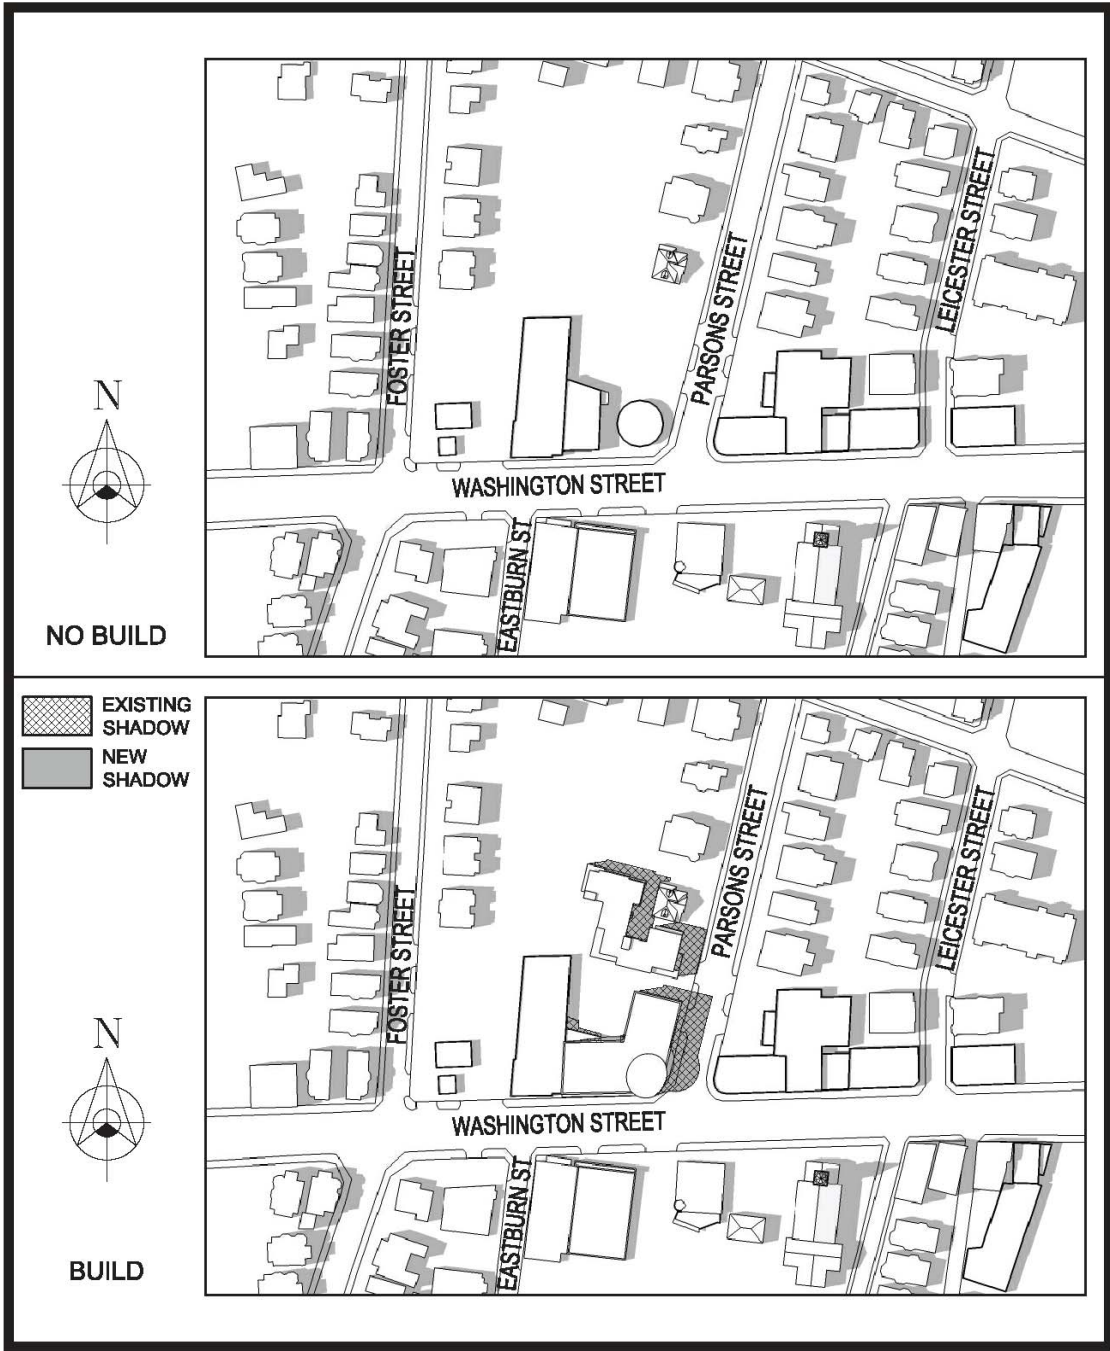 FOSTER STREET
PARSONS STREET
LEICESTER STREET
N
WASHINGTON STREET
EASTBURN ST
NO BUILD
EXISTING
SHADOW
NEW
SHADOW
FOSTER STREET
PARSONS STREET
LEICESTER STREET
N
WASHINGTON STREET
EASTBURN ST
BUILD